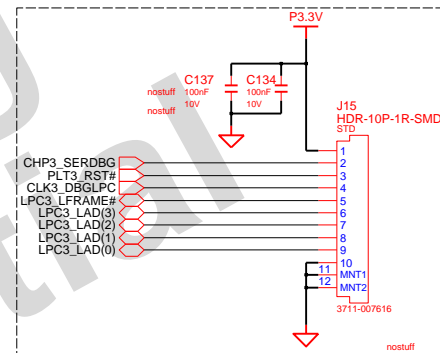 P3.3V
C137
C134
nostuff
100nF
100nF
nostuff
10V
10V
J15
HDR-10P-1R-SMD
STD
1
CHP3_SERDBG
2
PLT3_RST#
3
CLK3_DBGLPC
4
LPC3_LFRAME#
5
LPC3_LAD(3)
6
LPC3_LAD(2)
7
LPC3_LAD(1)
8
LPC3_LAD(0)
9
10
11
MNT1
12
MNT2
3711-007616
nostuff